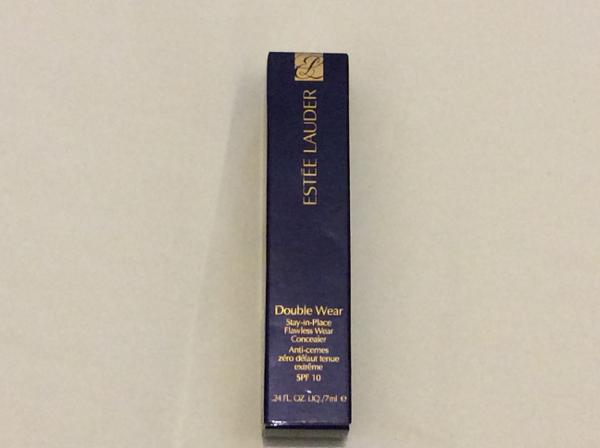 ESTÉE LAUDER
Double Wear
Stay-in-Place
Flawless Wear
Concealer
Anti-cernes
zéro défaut tenue
extrême
SPF 10
.24 FL. OZ. LIQ./7ml e